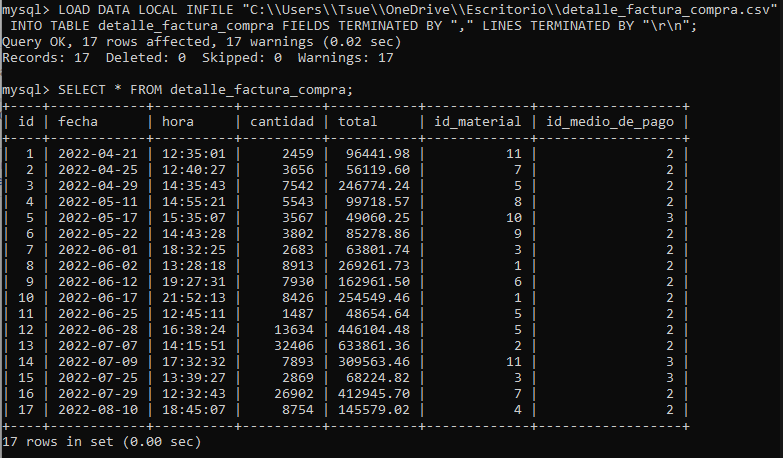 mysql> LOAD DATA LOCAL INFILE "C:\\Users\\Tsue\\OneDrive\\Escritorio\\detalle_factura_compra.csv"
 INTO TABLE detalle_factura_compra FIELDS TERMINATED BY "," LINES TERMINATED BY "\r\n";
Query OK, 17 rows affected, 17 warnings (0.02 sec)
Records: 17  Deleted: 0  Skipped: 0  Warnings: 17

mysql> SELECT * FROM detalle_factura_compra;
+----+------------+----------+----------+-----------+-------------+------------------+
| id | fecha      | hora     | cantidad | total     | id_material | id_medio_de_pago |
+----+------------+----------+----------+-----------+-------------+------------------+
|  1 | 2022-04-21 | 12:35:01 |     2459 |  96441.98 |          11 |                2 |
|  2 | 2022-04-25 | 12:40:27 |     3656 |  56119.60 |           7 |                2 |
|  3 | 2022-04-29 | 14:35:43 |     7542 | 246774.24 |           5 |                2 |
|  4 | 2022-05-11 | 14:55:21 |     5543 |  99718.57 |           8 |                2 |
|  5 | 2022-05-17 | 15:35:07 |     3567 |  49060.25 |          10 |                3 |
|  6 | 2022-05-22 | 14:43:28 |     3802 |  85278.86 |           9 |                2 |
|  7 | 2022-06-01 | 18:32:25 |     2683 |  63801.74 |           3 |                2 |
|  8 | 2022-06-02 | 13:28:18 |     8913 | 269261.73 |           1 |                2 |
|  9 | 2022-06-12 | 19:27:31 |     7930 | 162961.50 |           6 |                2 |
| 10 | 2022-06-17 | 21:52:13 |     8426 | 254549.46 |           1 |                2 |
| 11 | 2022-06-25 | 12:45:11 |     1487 |  48654.64 |           5 |                2 |
| 12 | 2022-06-28 | 16:38:24 |    13634 | 446104.48 |           5 |                2 |
| 13 | 2022-07-07 | 14:15:51 |    32406 | 633861.36 |           2 |                2 |
| 14 | 2022-07-09 | 17:32:32 |     7893 | 309563.46 |          11 |                3 |
| 15 | 2022-07-25 | 13:39:27 |     2869 |  68224.82 |           3 |                3 |
| 16 | 2022-07-29 | 12:32:43 |    26902 | 412945.70 |           7 |                2 |
| 17 | 2022-08-10 | 18:45:07 |     8754 | 145579.02 |           4 |                2 |
+----+------------+----------+----------+-----------+-------------+------------------+
17 rows in set (0.00 sec)